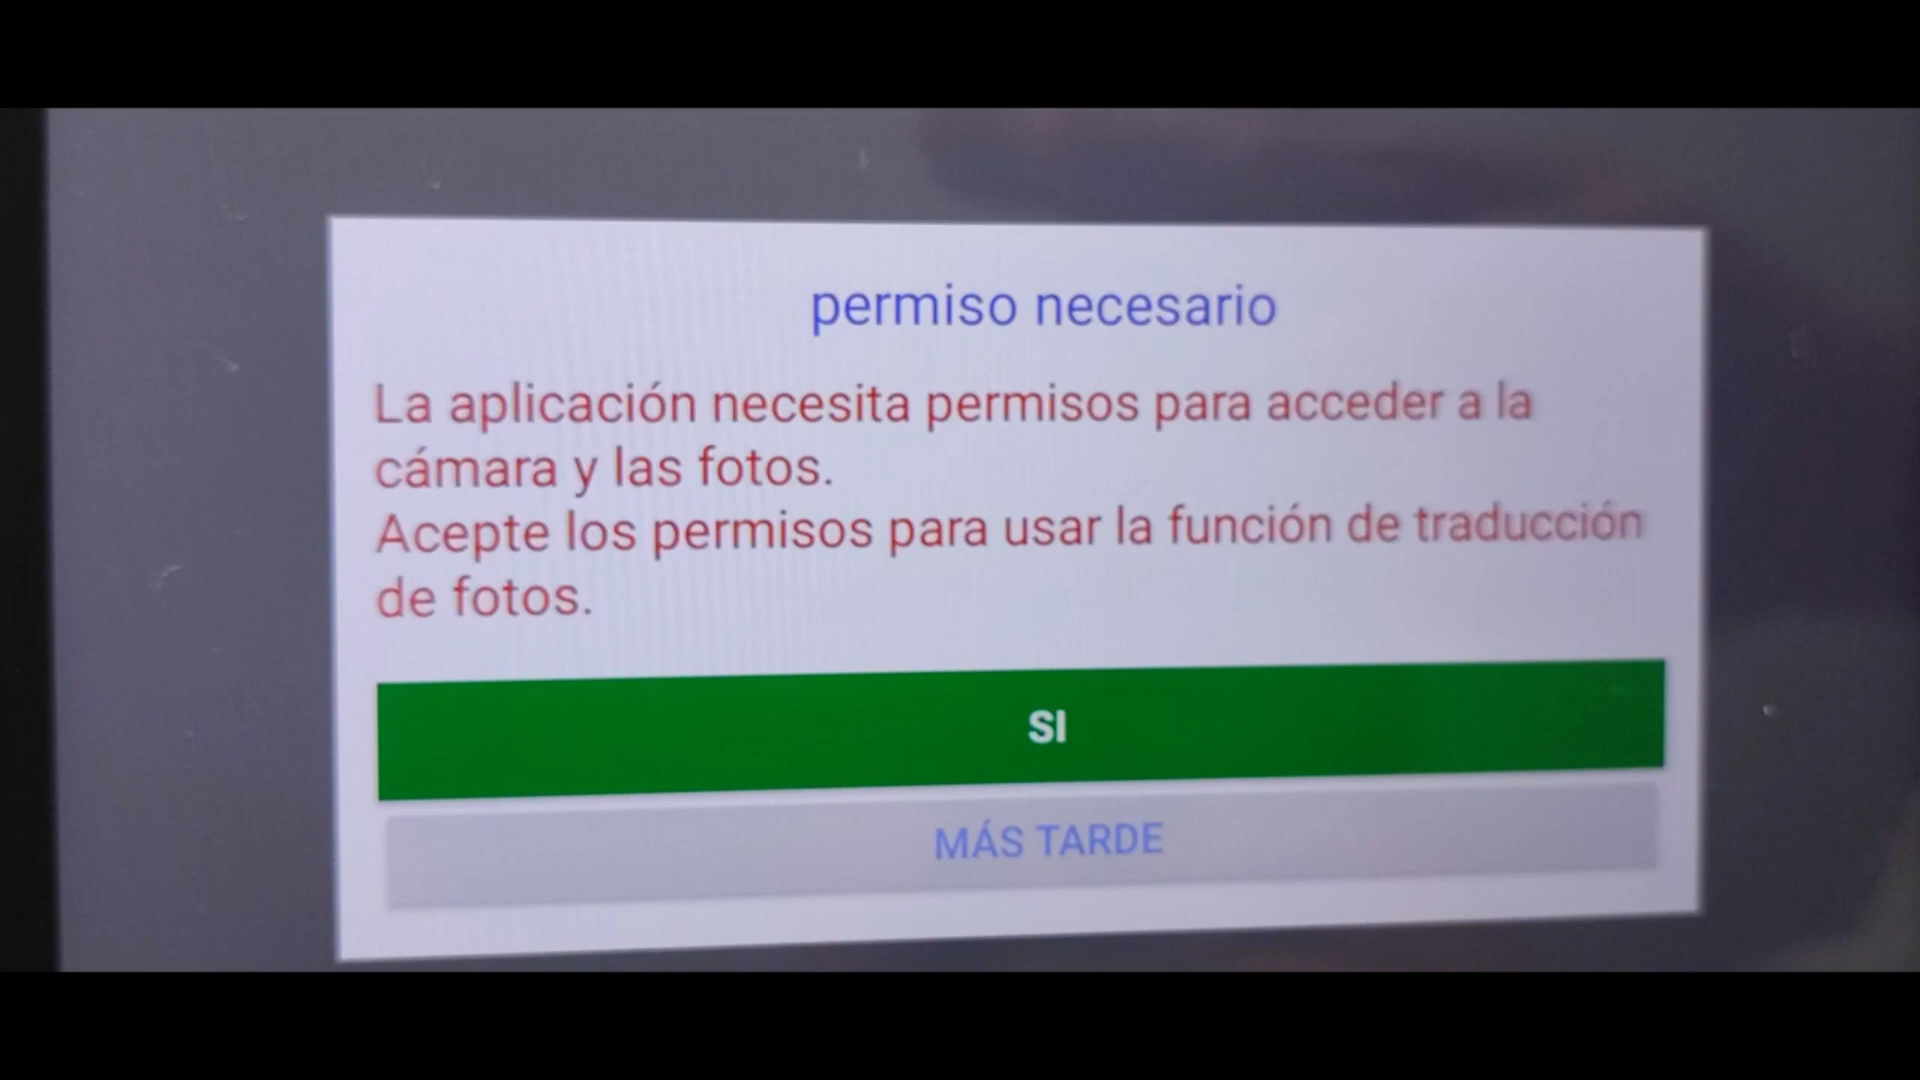 permiso necesario
La aplicación necesita permisos para acceder a la
cámara y las fotos.
Acepte los permisos para usar la función de traducción
de fotos.
SI
MÁS TARDE